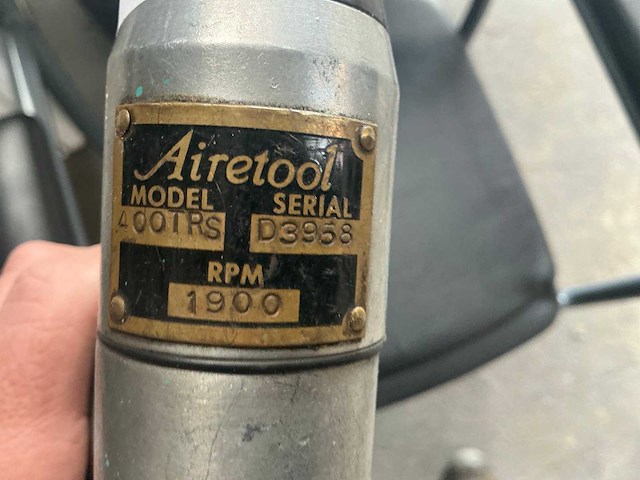 Airetool
MODEL SERIAL
400TRS D3958
RPM
1900